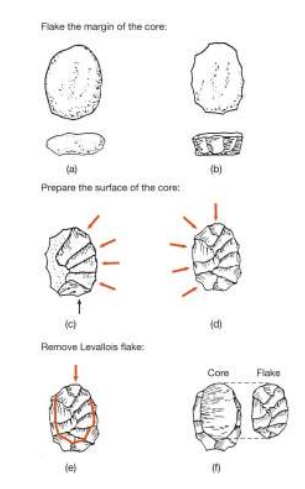 Flake the margin of the core:
(a) (b)
Prepare the surface of the core:
(c) (d)
Remove Levallois flake:
Core Flake
(e) (f)